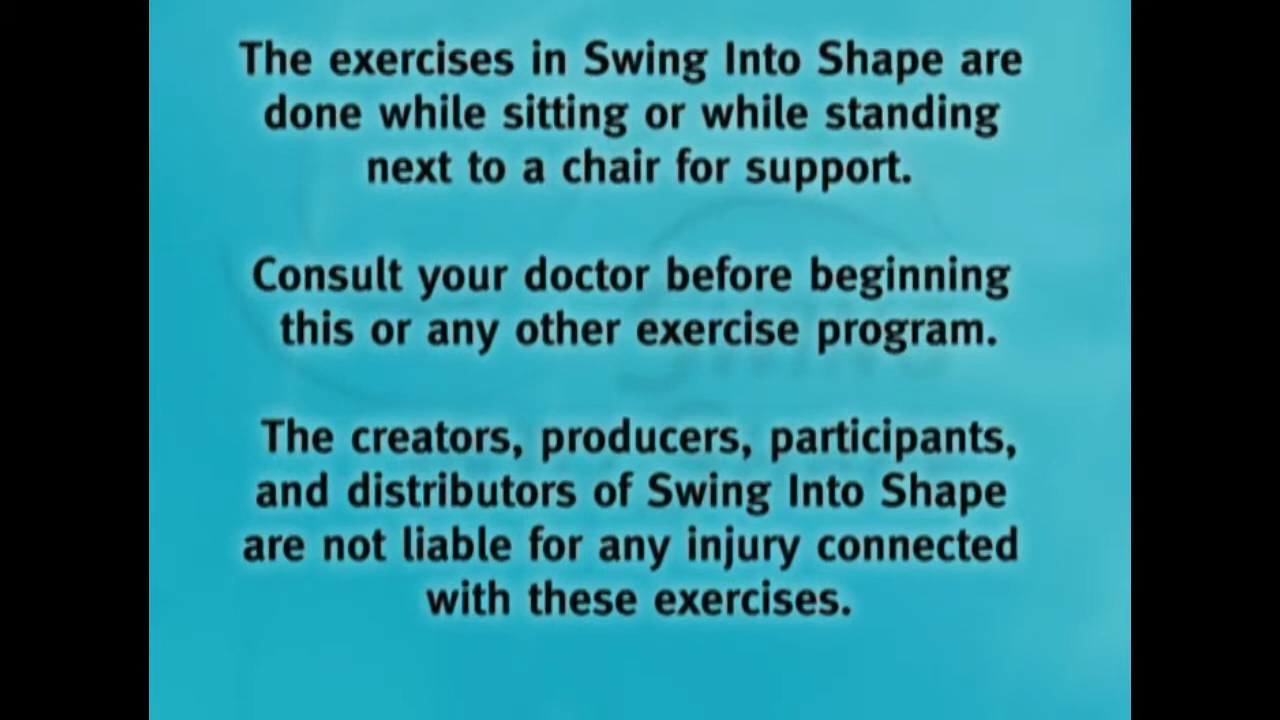 The exercises in Swing Into Shape are
done while sitting or while standing
next to a chair for support.
Consult your doctor before beginning
this or any other exercise program.
The creators, producers, participants,
and distributors of Swing Into Shape
are not liable for any injury connected
with these exercises.